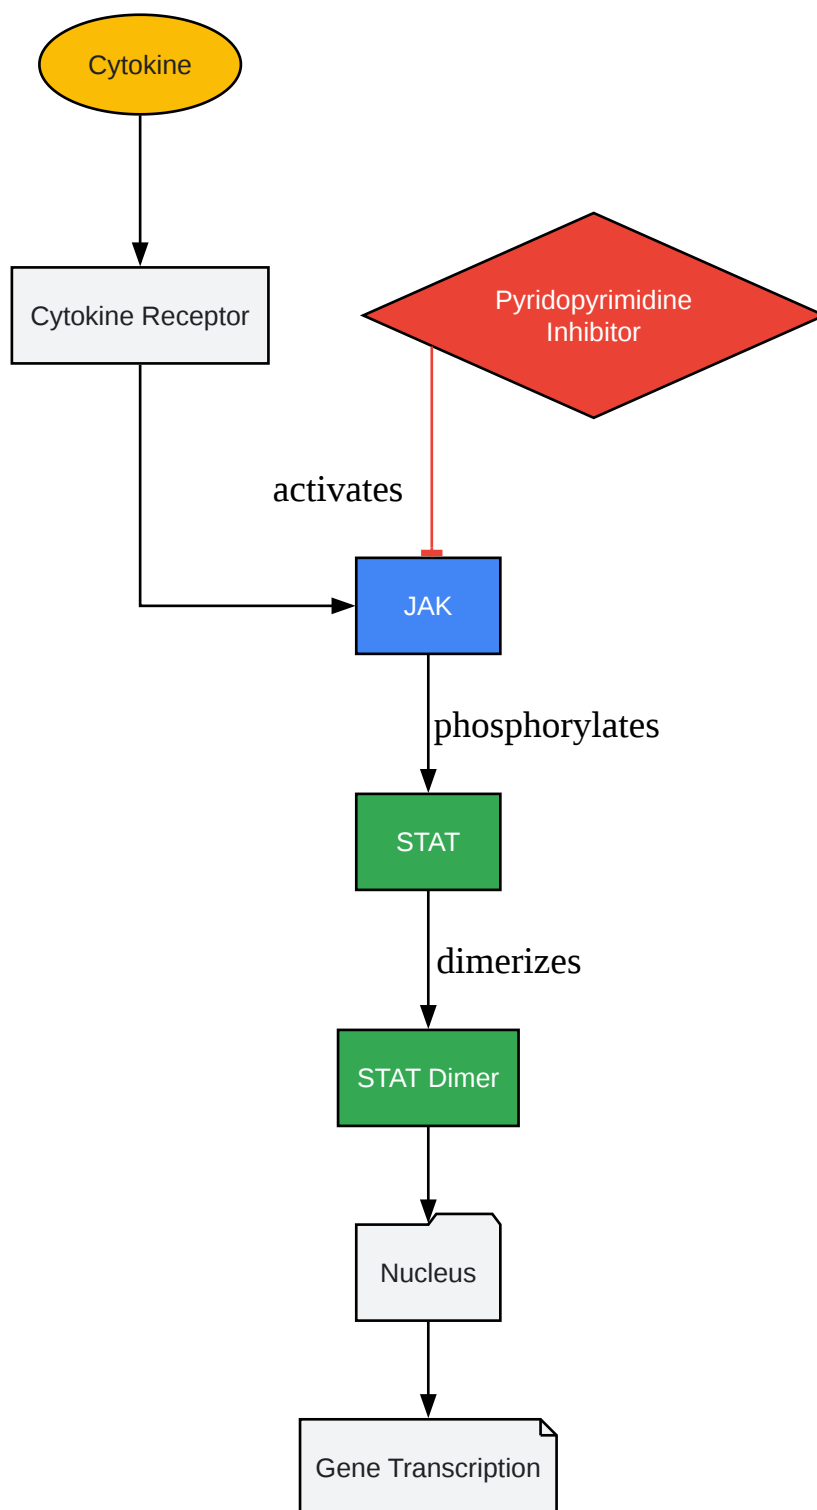 Cytokine
Cytokine Receptor
Pyridopyrimidine
Inhibitor
activates
JAK
phosphorylates
STAT
dimerizes
STAT Dimer
Nucleus
Gene Transcription